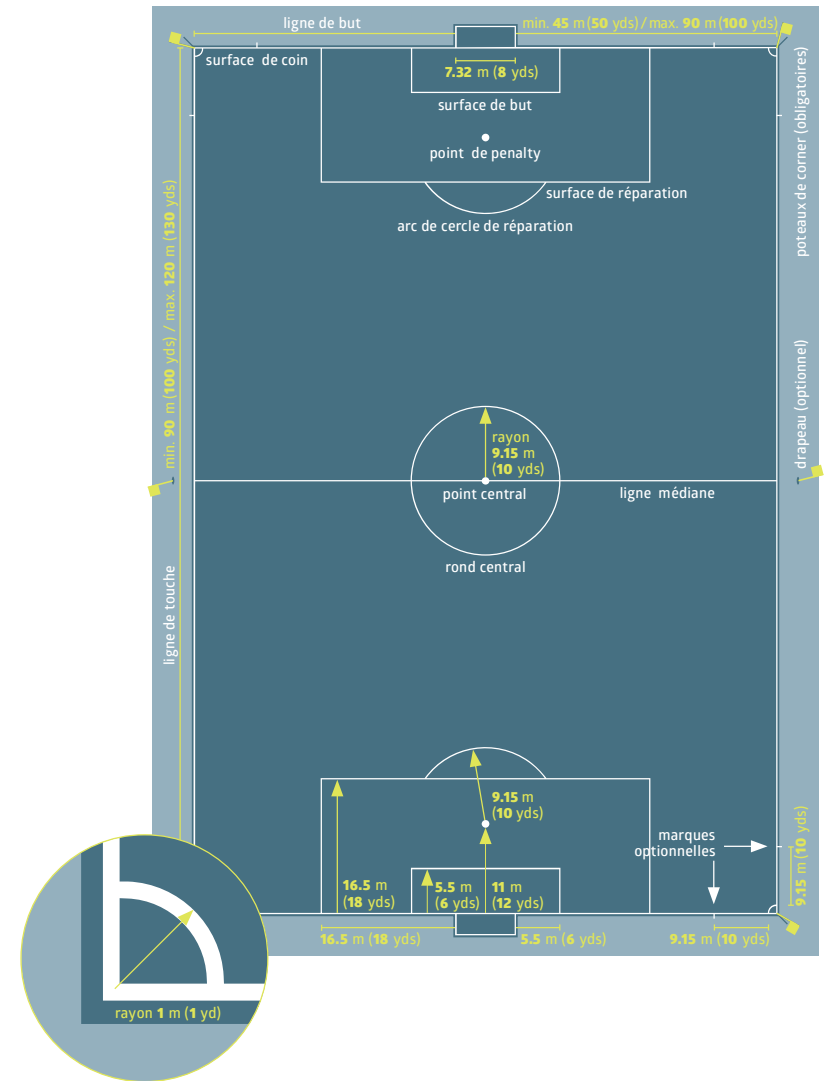 ligne de but
min. 45 m (50 yds) / max. 90 m (100 yds)
surface de coin
7.32 m (8 yds)
surface de but
point de penalty
surface de réparation
arc de cercle de réparation
poteaux de corner (obligatoires)
min. 90 m (100 yds) / max. 120 m (130 yds)
drapeau (optionnel)
rayon
9.15 m
(10 yds)
point central
ligne médiane
rond central
ligne de touche
9.15 m
(10 yds)
marques
optionnelles
9.15 m (10 yds)
16.5 m
(18 yds)
5.5 m
(6 yds)
11 m
(12 yds)
16.5 m (18 yds)
5.5 m (6 yds)
9.15 m (10 yds)
rayon 1 m (1 yd)